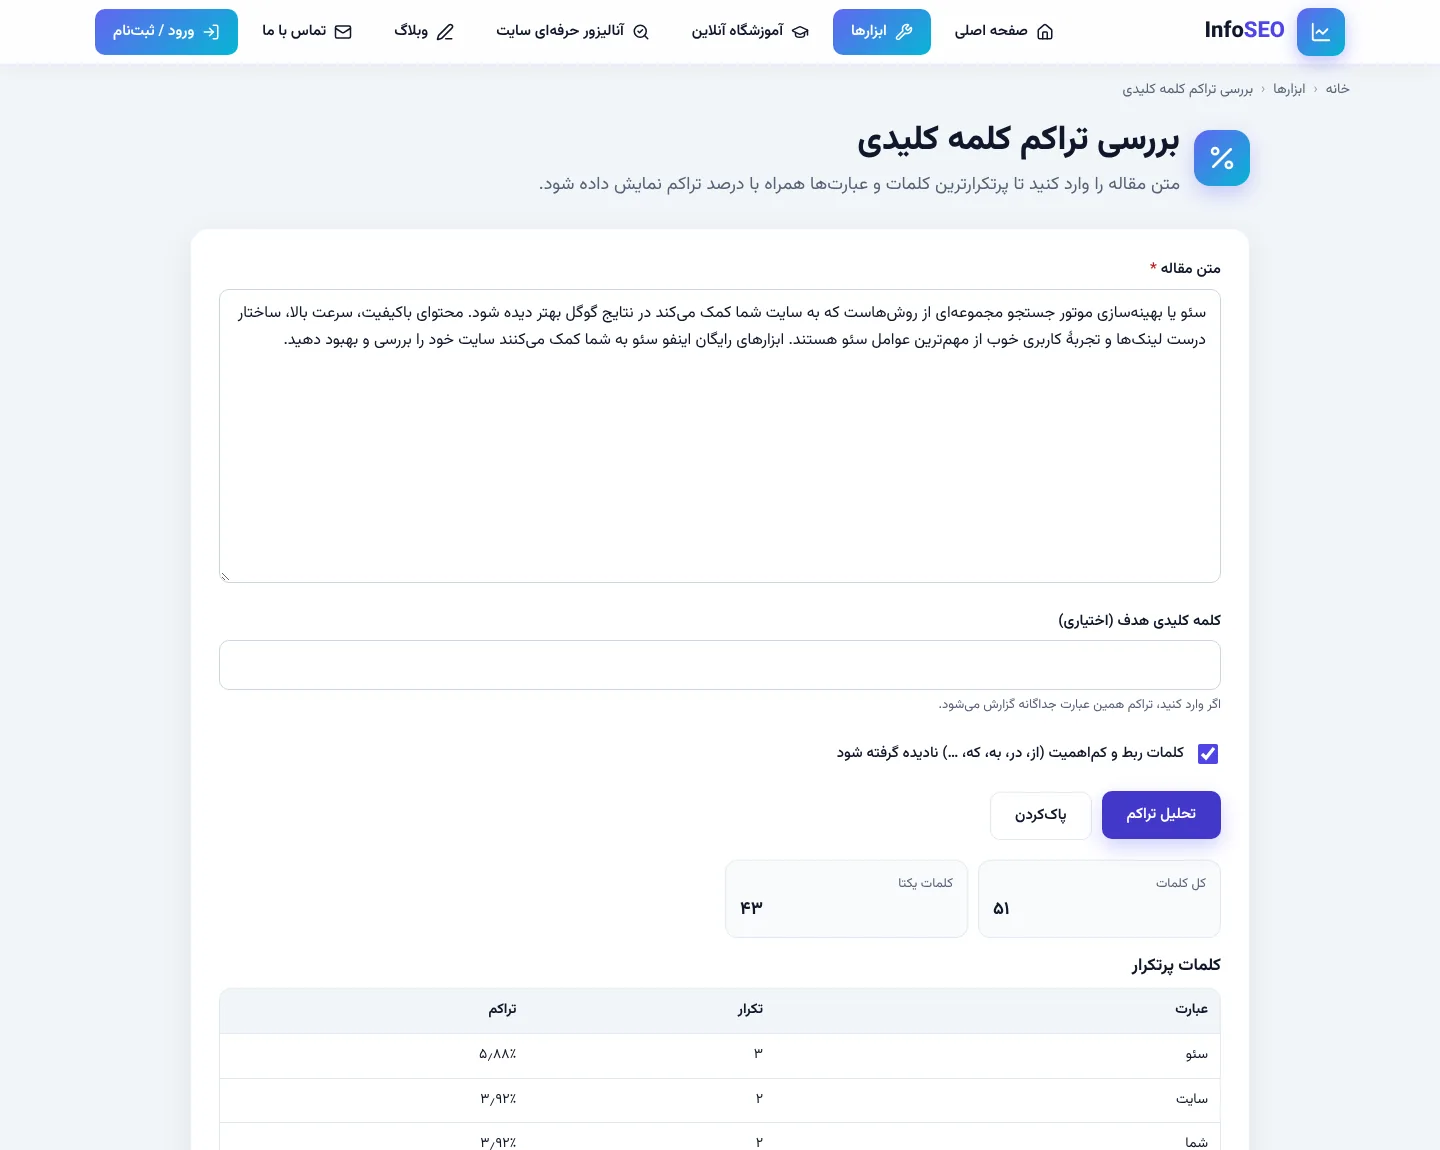 InfoSEO
صفحه اصلی
ابزارها
آموزشگاه آنلاین
آنالیزور حرفه‌ای سایت
وبلاگ
تماس با ما
ورود / ثبت‌نام
خانه › ابزارها › بررسی تراکم کلمه کلیدی
بررسی تراکم کلمه کلیدی
متن مقاله را وارد کنید تا پرتکرارترین کلمات و عبارت‌ها همراه با درصد تراکم نمایش داده شود.
متن مقاله *
سئو یا بهینه‌سازی موتور جستجو مجموعه‌ای از روش‌هاست که به سایت شما کمک می‌کند در نتایج گوگل بهتر دیده شود. محتوای باکیفیت، سرعت بالا، ساختار
درست لینک‌ها و تجربهٔ کاربری خوب از مهم‌ترین عوامل سئو هستند. ابزارهای رایگان اینفو سئو به شما کمک می‌کنند سایت خود را بررسی و بهبود دهید.
کلمه کلیدی هدف (اختیاری)
اگر وارد کنید، تراکم همین عبارت جداگانه گزارش می‌شود.
کلمات ربط و کم‌اهمیت (از، در، به، که، …) نادیده گرفته شود
تحلیل تراکم
پاک‌کردن
کل کلمات
۵۱
کلمات یکتا
۴۳
کلمات پرتکرار
عبارت تکرار تراکم
سئو ۳ ۵٫۸۸٪
سایت ۲ ۳٫۹۲٪
شما ۲ ۳٫۹۲٪